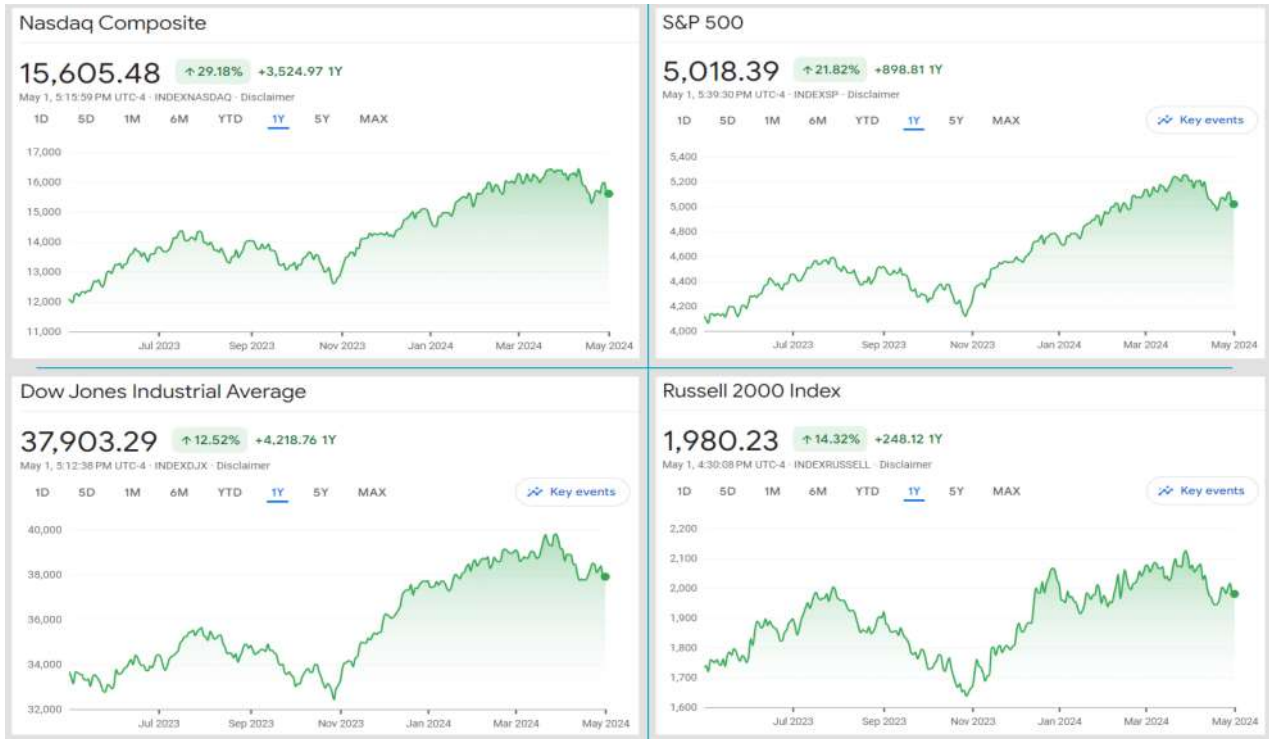 Nasdaq Composite
15,605.48 ↑ 29.18% +3,524.97 1Y
May 1, 5:15:59 PM UTC-4 · INDEXNASDAQ · Disclaimer
1D 5D 1M 6M YTD 1Y 5Y MAX
17,000
16,000
15,000
14,000
13,000
12,000
11,000
Jul 2023 Sep 2023 Nov 2023 Jan 2024 Mar 2024 May 2024
S&P 500
5,018.39 ↑ 21.82% +898.81 1Y
May 1, 5:39:30 PM UTC-4 · INDEXSP · Disclaimer
1D 5D 1M 6M YTD 1Y 5Y MAX
Key events
5,400
5,200
5,000
4,800
4,600
4,400
4,200
4,000
Jul 2023 Sep 2023 Nov 2023 Jan 2024 Mar 2024 May 2024
Dow Jones Industrial Average
37,903.29 ↑ 12.52% +4,218.76 1Y
May 1, 5:12:38 PM UTC-4 · INDEXDJX · Disclaimer
1D 5D 1M 6M YTD 1Y 5Y MAX
Key events
40,000
38,000
36,000
34,000
32,000
Jul 2023 Sep 2023 Nov 2023 Jan 2024 Mar 2024 May 2024
Russell 2000 Index
1,980.23 ↑ 14.32% +248.12 1Y
May 1, 4:30:08 PM UTC-4 · INDEXRUSSELL · Disclaimer
1D 5D 1M 6M YTD 1Y 5Y MAX
Key events
2,200
2,100
2,000
1,900
1,800
1,700
1,600
Jul 2023 Sep 2023 Nov 2023 Jan 2024 Mar 2024 May 2024